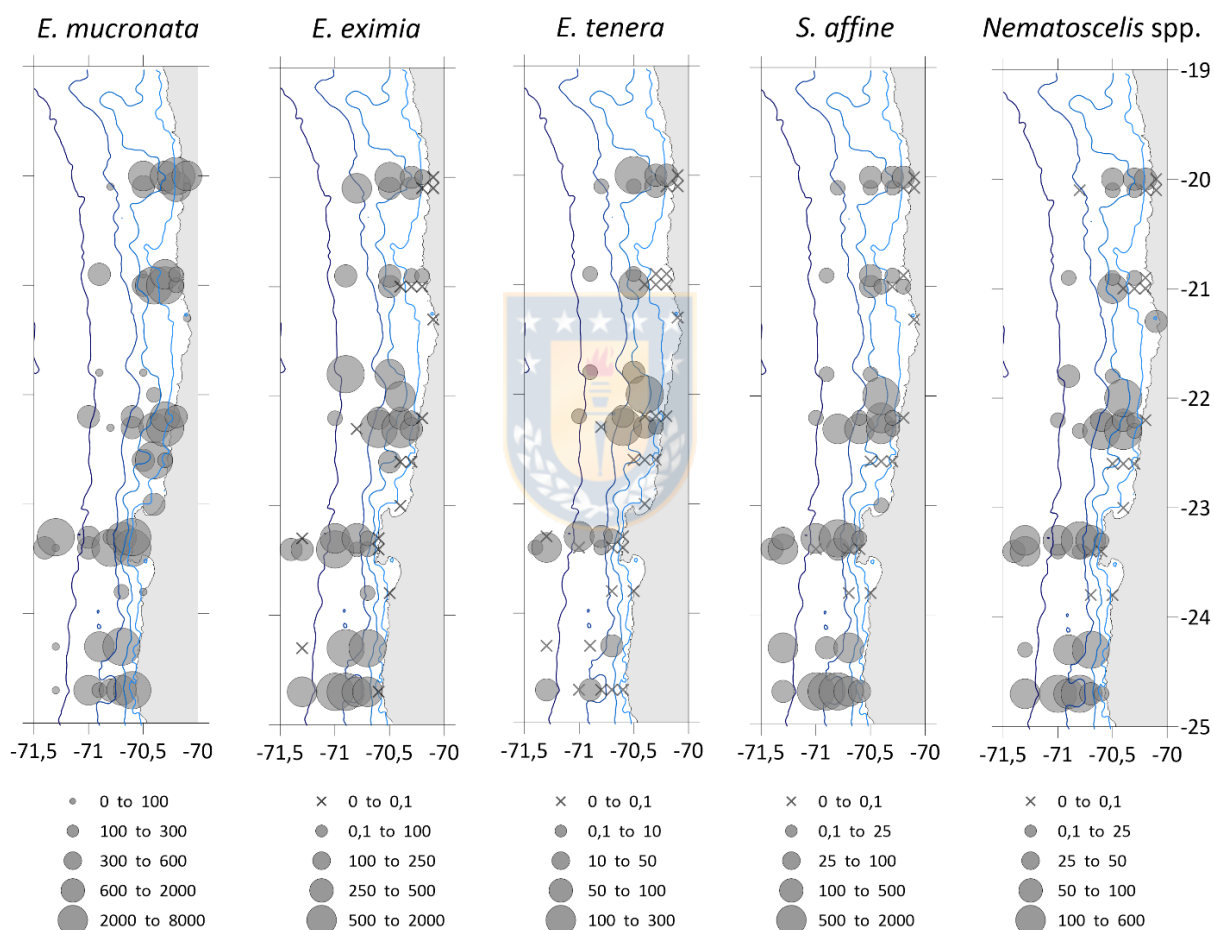 E. mucronata E. eximia E. tenera S. affine Nematoscelis spp.
-19
-20
-21
-22
-23
-24
-25
-71,5 -71 -70,5 -70 -71,5 -71 -70,5 -70 -71,5 -71 -70,5 -70 -71,5 -71 -70,5 -70 -71,5 -71 -70,5 -70
0 to 100 0 to 0,1 0 to 0,1 0 to 0,1 0 to 0,1
100 to 300 0,1 to 100 0,1 to 10 0,1 to 25 0,1 to 25
300 to 600 100 to 250 10 to 50 25 to 100 25 to 50
600 to 2000 250 to 500 50 to 100 100 to 500 50 to 100
2000 to 8000 500 to 2000 100 to 300 500 to 2000 100 to 600